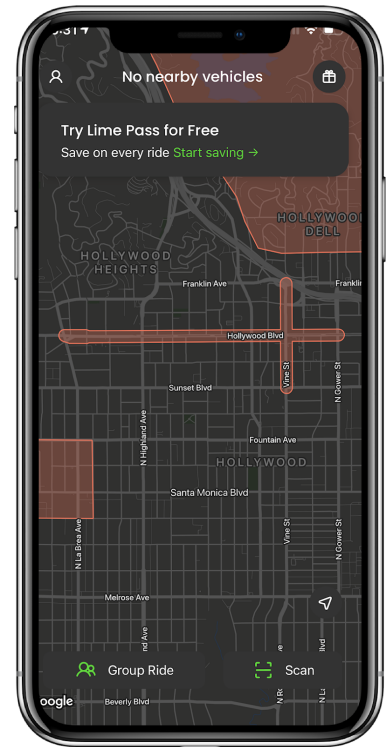 No nearby vehicles
Try Lime Pass for Free
Save on every ride Start saving →
HOLLYWOOD
DELL
HOLLYWOOD
HEIGHTS
Franklin Ave
Hollywood Blvd
Vine St
N Gower St
Sunset Blvd
N Highland Ave
Fountain Ave
HOLLYWOOD
Santa Monica Blvd
N La Brea Ave
Vine St
N Gower St
Melrose Ave
Group Ride
Scan
oogle
Beverly Blvd